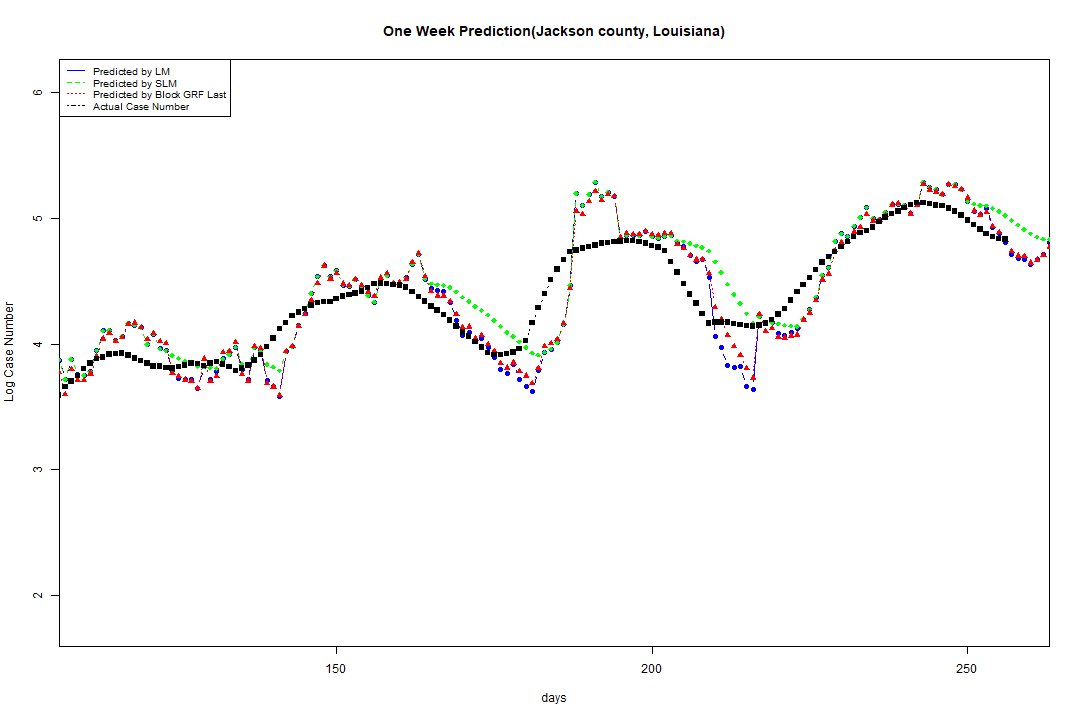 One Week Prediction(Jackson county, Louisiana)
Predicted by LM
Predicted by SLM
Predicted by Block GRF Last
Actual Case Number
Log Case Number
6
5
4
3
2
150
200
250
days